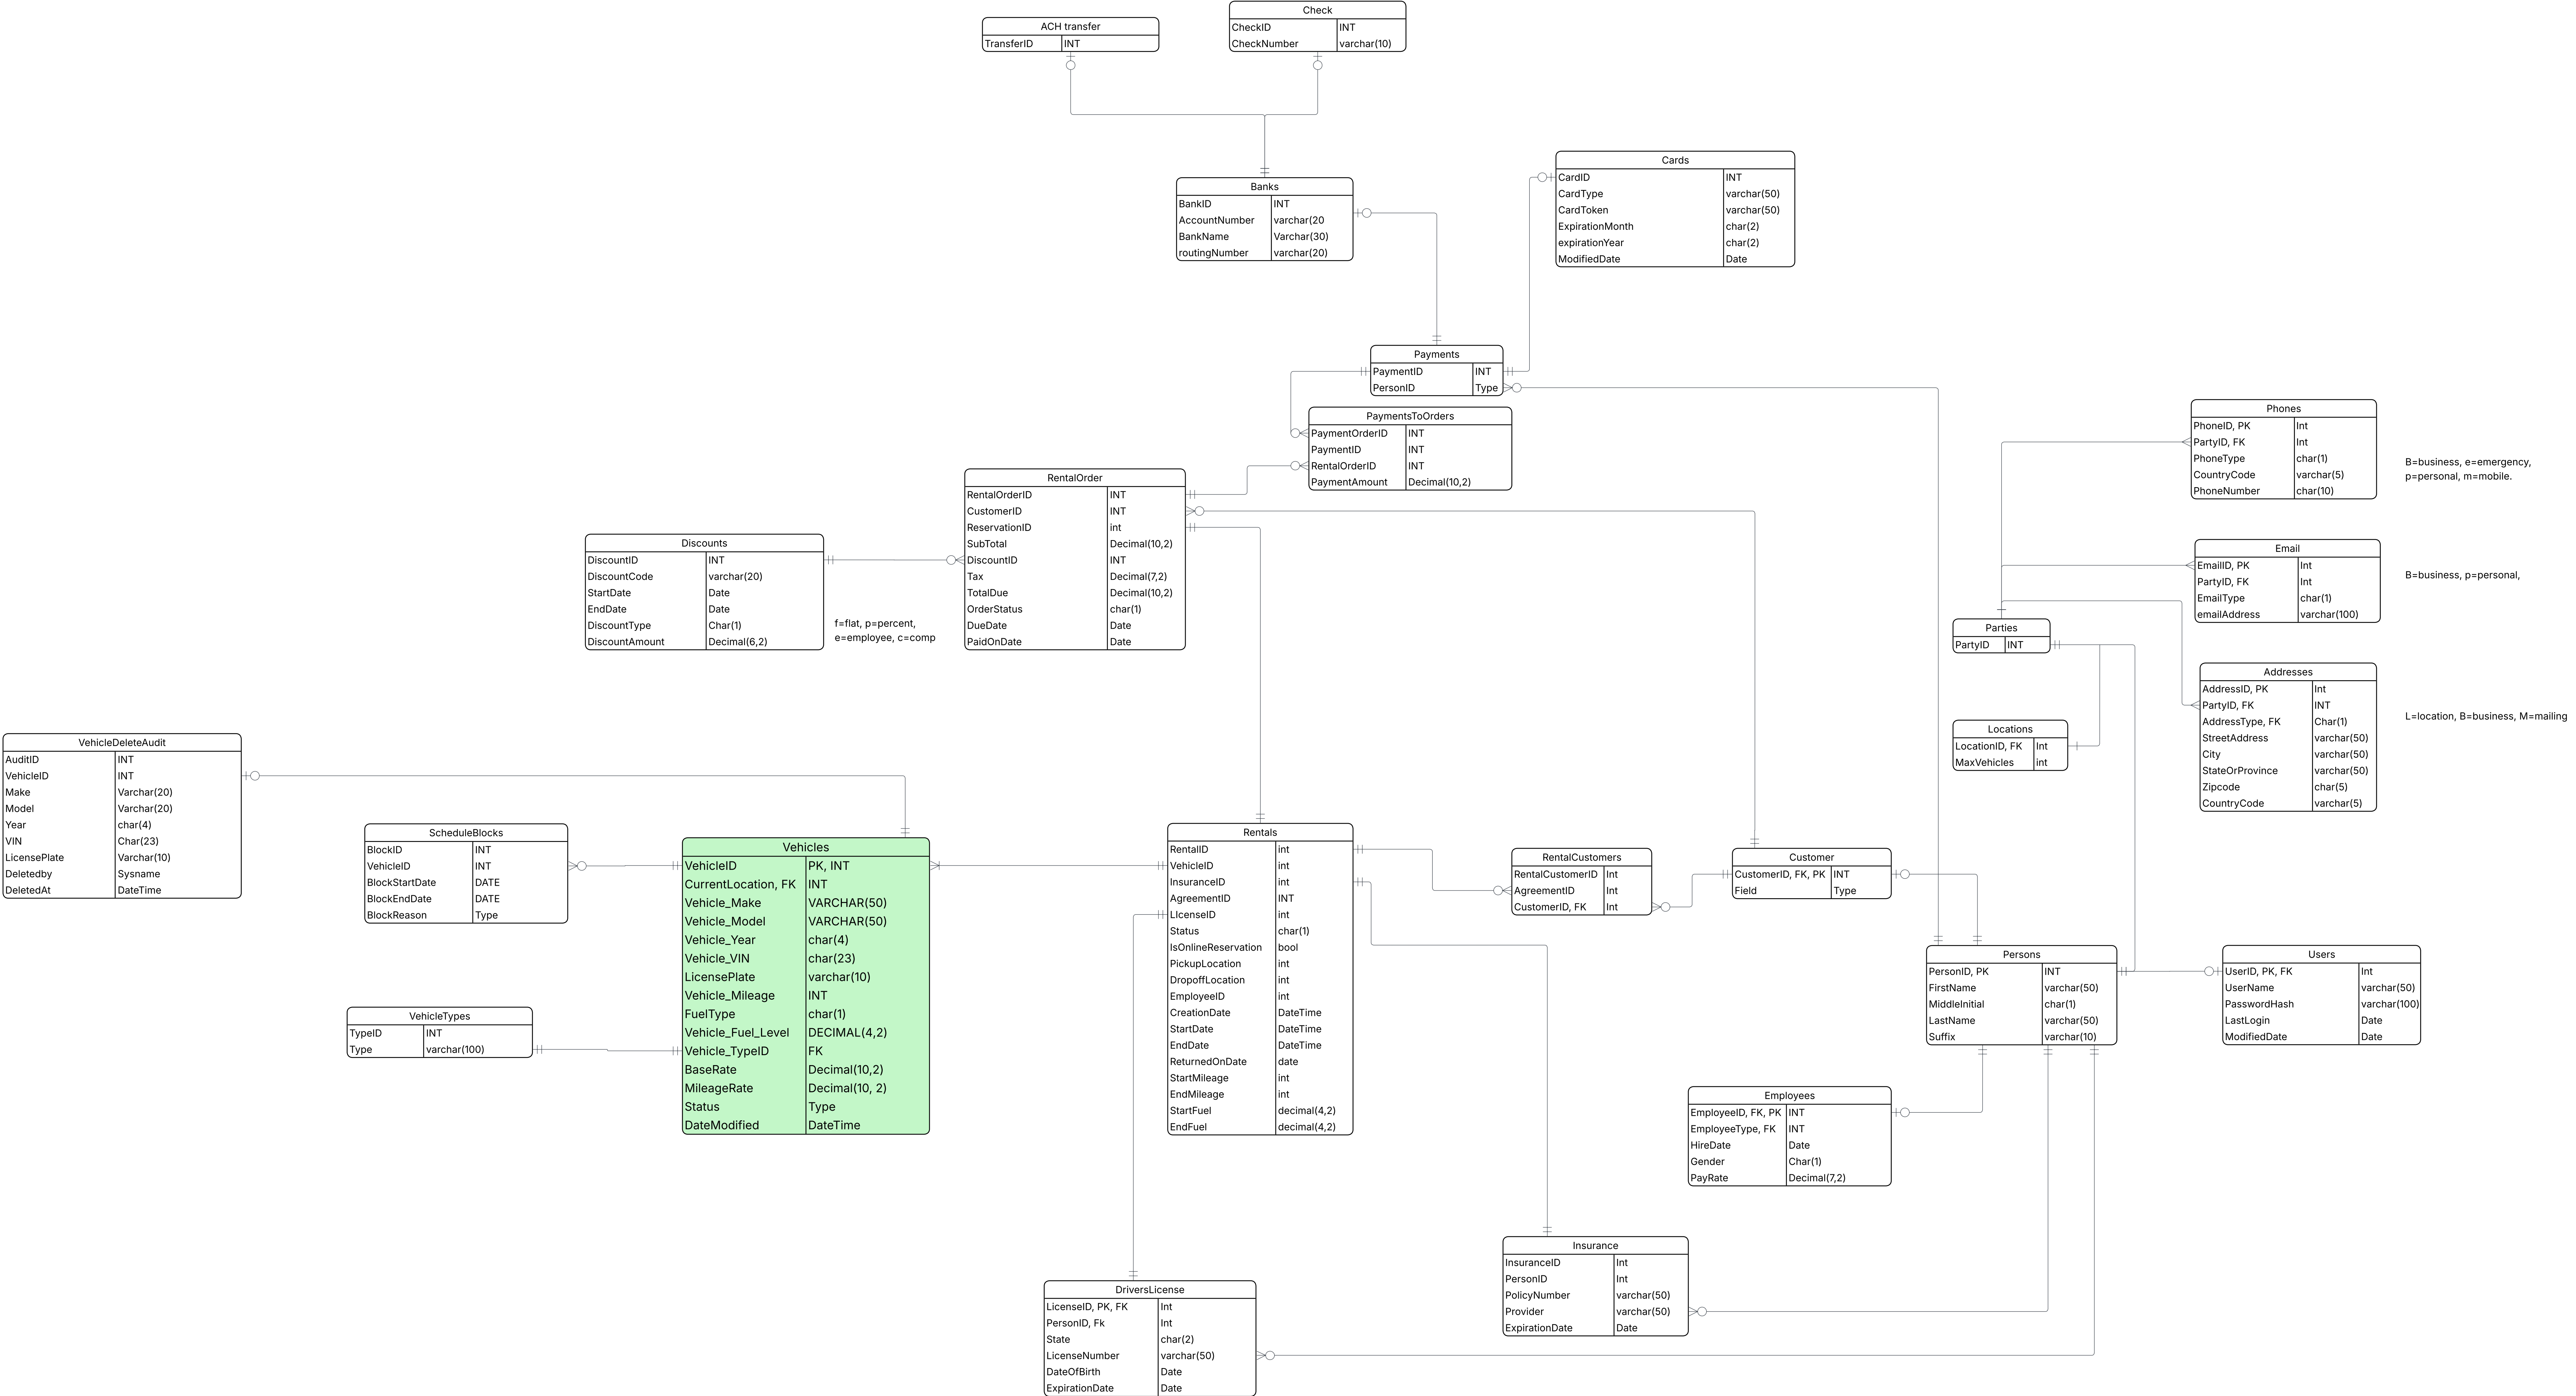 ACH transfer
TransferID INT
Check
CheckID INT
CheckNumber varchar(10)
Banks
BankID INT
AccountNumber varchar(20
BankName Varchar(30)
routingNumber varchar(20)
Cards
CardID INT
CardType varchar(50)
CardToken varchar(50)
ExpirationMonth char(2)
expirationYear char(2)
ModifiedDate Date
Payments
PaymentID INT
PersonID Type
PaymentsToOrders
PaymentOrderID INT
PaymentID INT
RentalOrderID INT
PaymentAmount Decimal(10,2)
Phones
PhoneID, PK Int
PartyID, FK Int
PhoneType char(1)
CountryCode varchar(5)
PhoneNumber char(10)
B=business, e=emergency,
p=personal, m=mobile.
RentalOrder
RentalOrderID INT
CustomerID INT
ReservationID int
SubTotal Decimal(10,2)
DiscountID INT
Tax Decimal(7,2)
TotalDue Decimal(10,2)
OrderStatus char(1)
DueDate Date
PaidOnDate Date
Discounts
DiscountID INT
DiscountCode varchar(20)
StartDate Date
EndDate Date
DiscountType Char(1)
DiscountAmount Decimal(6,2)
f=flat, p=percent,
e=employee, c=comp
Email
EmailID, PK Int
PartyID, FK Int
EmailType char(1)
emailAddress varchar(100)
B=business, p=personal,
Parties
PartyID INT
Addresses
AddressID, PK Int
PartyID, FK INT
AddressType, FK Char(1)
StreetAddress varchar(50)
City varchar(50)
StateOrProvince varchar(50)
Zipcode char(5)
CountryCode varchar(5)
L=location, B=business, M=mailing
Locations
LocationID, FK Int
MaxVehicles int
VehicleDeleteAudit
AuditID INT
VehicleID INT
Make Varchar(20)
Model Varchar(20)
Year char(4)
VIN Char(23)
LicensePlate Varchar(10)
Deletedby Sysname
DeletedAt DateTime
ScheduleBlocks
BlockID INT
VehicleID INT
BlockStartDate DATE
BlockEndDate DATE
BlockReason Type
Vehicles
VehicleID PK, INT
CurrentLocation, FK INT
Vehicle_Make VARCHAR(50)
Vehicle_Model VARCHAR(50)
Vehicle_Year char(4)
Vehicle_VIN char(23)
LicensePlate varchar(10)
Vehicle_Mileage INT
FuelType char(1)
Vehicle_Fuel_Level DECIMAL(4,2)
Vehicle_TypeID FK
BaseRate Decimal(10,2)
MileageRate Decimal(10, 2)
Status Type
DateModified DateTime
VehicleTypes
TypeID INT
Type varchar(100)
Rentals
RentalID int
VehicleID int
InsuranceID int
AgreementID INT
LIcenseID int
Status char(1)
IsOnlineReservation bool
PickupLocation int
DropoffLocation int
EmployeeID int
CreationDate DateTime
StartDate DateTime
EndDate DateTime
ReturnedOnDate date
StartMileage int
EndMileage int
StartFuel decimal(4,2)
EndFuel decimal(4,2)
RentalCustomers
RentalCustomerID Int
AgreementID Int
CustomerID, FK Int
Customer
CustomerID, FK, PK INT
Field Type
Persons
PersonID, PK INT
FirstName varchar(50)
MiddleInitial char(1)
LastName varchar(50)
Suffix varchar(10)
Users
UserID, PK, FK Int
UserName varchar(50)
PasswordHash varchar(100)
LastLogin Date
ModifiedDate Date
Employees
EmployeeID, FK, PK INT
EmployeeType, FK INT
HireDate Date
Gender Char(1)
PayRate Decimal(7,2)
Insurance
InsuranceID Int
PersonID Int
PolicyNumber varchar(50)
Provider varchar(50)
ExpirationDate Date
DriversLicense
LicenseID, PK, FK Int
PersonID, Fk Int
State char(2)
LicenseNumber varchar(50)
DateOfBirth Date
ExpirationDate Date